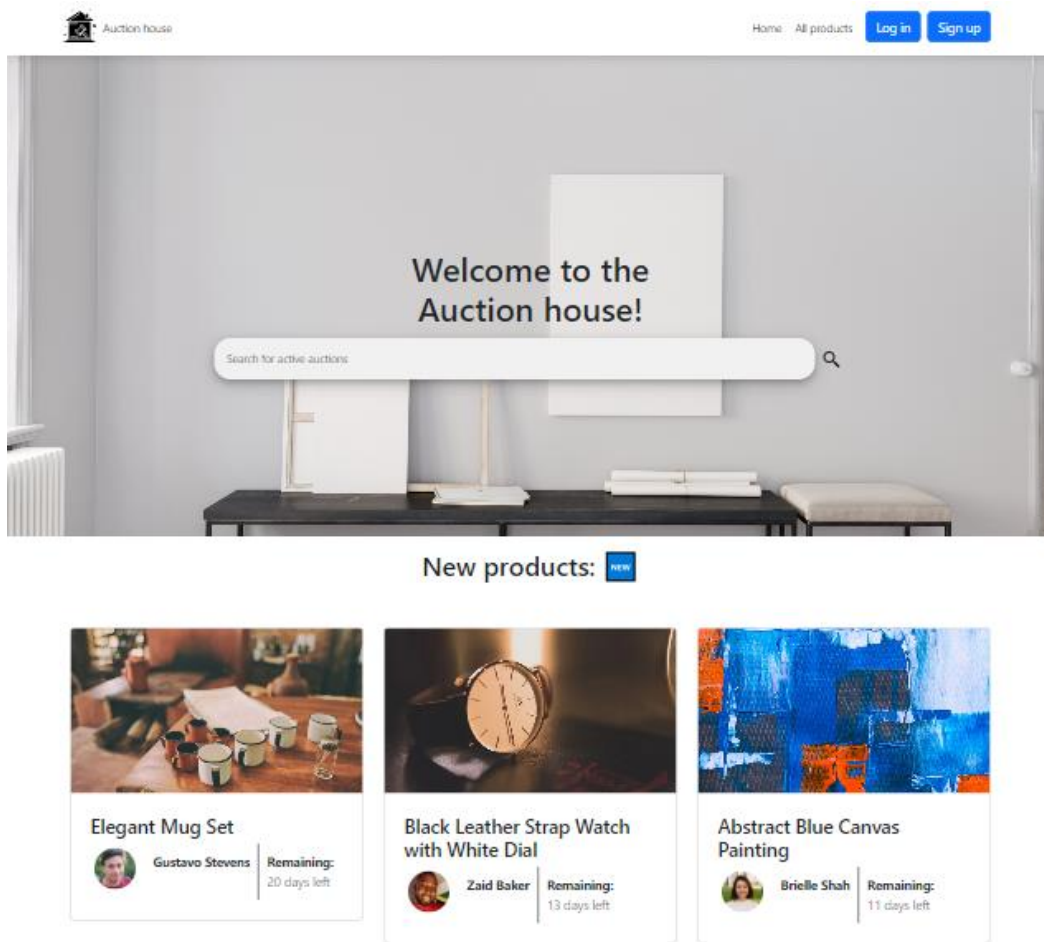 Auction house
Home All products Log in Sign up
Welcome to the
Auction house!
Search for active auctions
New products: NEW
Elegant Mug Set
Gustavo Stevens
Remaining:
20 days left
Black Leather Strap Watch
with White Dial
Zaid Baker
Remaining:
13 days left
Abstract Blue Canvas
Painting
Brielle Shah
Remaining:
11 days left